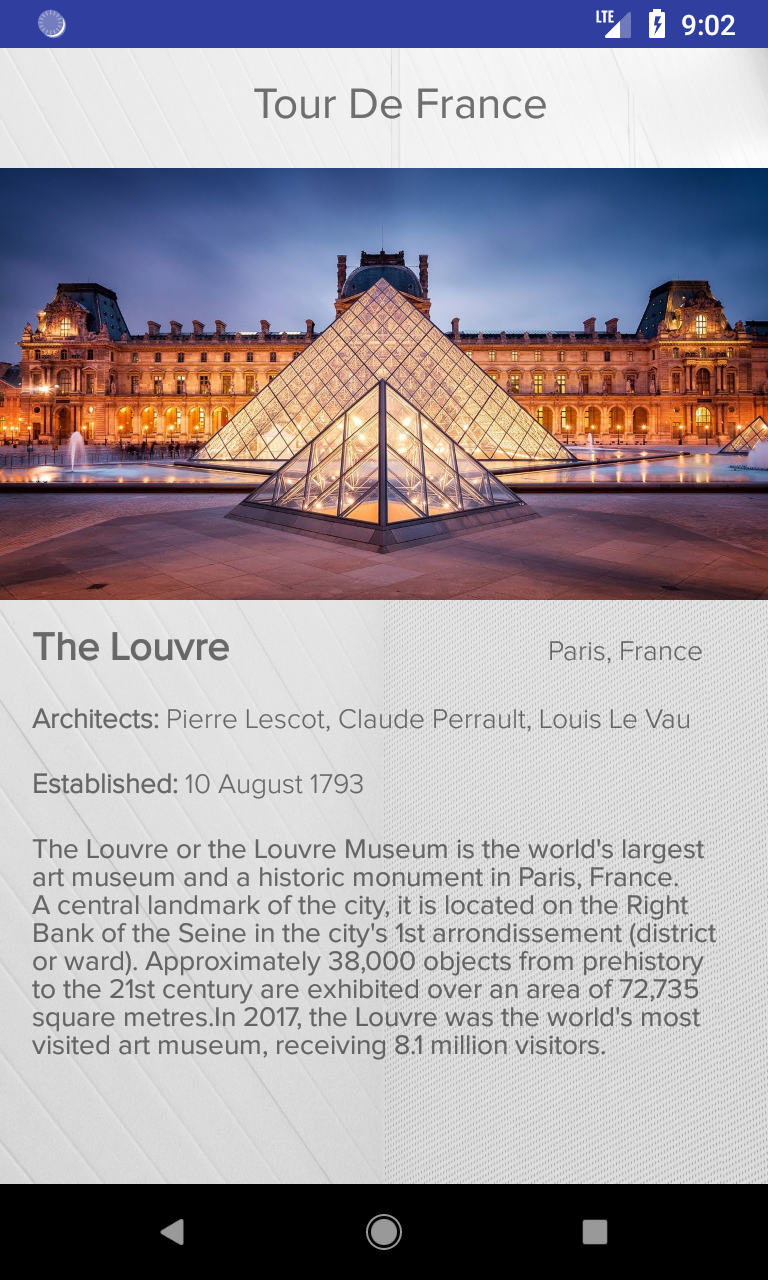 LTE 9:02
Tour De France
The Louvre Paris, France
Architects: Pierre Lescot, Claude Perrault, Louis Le Vau
Established: 10 August 1793
The Louvre or the Louvre Museum is the world's largest
art museum and a historic monument in Paris, France.
A central landmark of the city, it is located on the Right
Bank of the Seine in the city's 1st arrondissement (district
or ward). Approximately 38,000 objects from prehistory
to the 21st century are exhibited over an area of 72,735
square metres.In 2017, the Louvre was the world's most
visited art museum, receiving 8.1 million visitors.